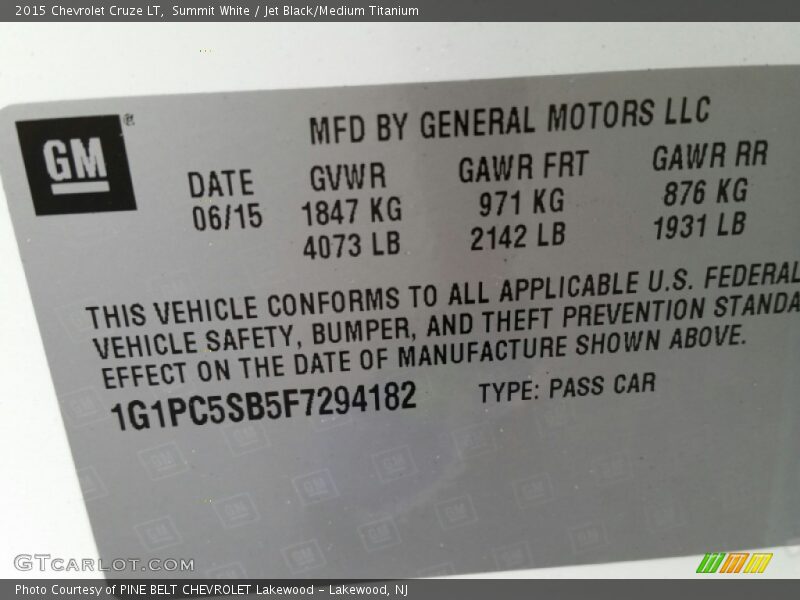 2015 Chevrolet Cruze LT, Summit White / Jet Black/Medium Titanium
GM®
MFD BY GENERAL MOTORS LLC
DATE GVWR GAWR FRT GAWR RR
06/15 1847 KG 971 KG 876 KG
4073 LB 2142 LB 1931 LB
THIS VEHICLE CONFORMS TO ALL APPLICABLE U.S. FEDERAL
VEHICLE SAFETY, BUMPER, AND THEFT PREVENTION STANDA
EFFECT ON THE DATE OF MANUFACTURE SHOWN ABOVE.
1G1PC5SB5F7294182 TYPE: PASS CAR
GTCARLOT.COM
Photo Courtesy of PINE BELT CHEVROLET Lakewood – Lakewood, NJ